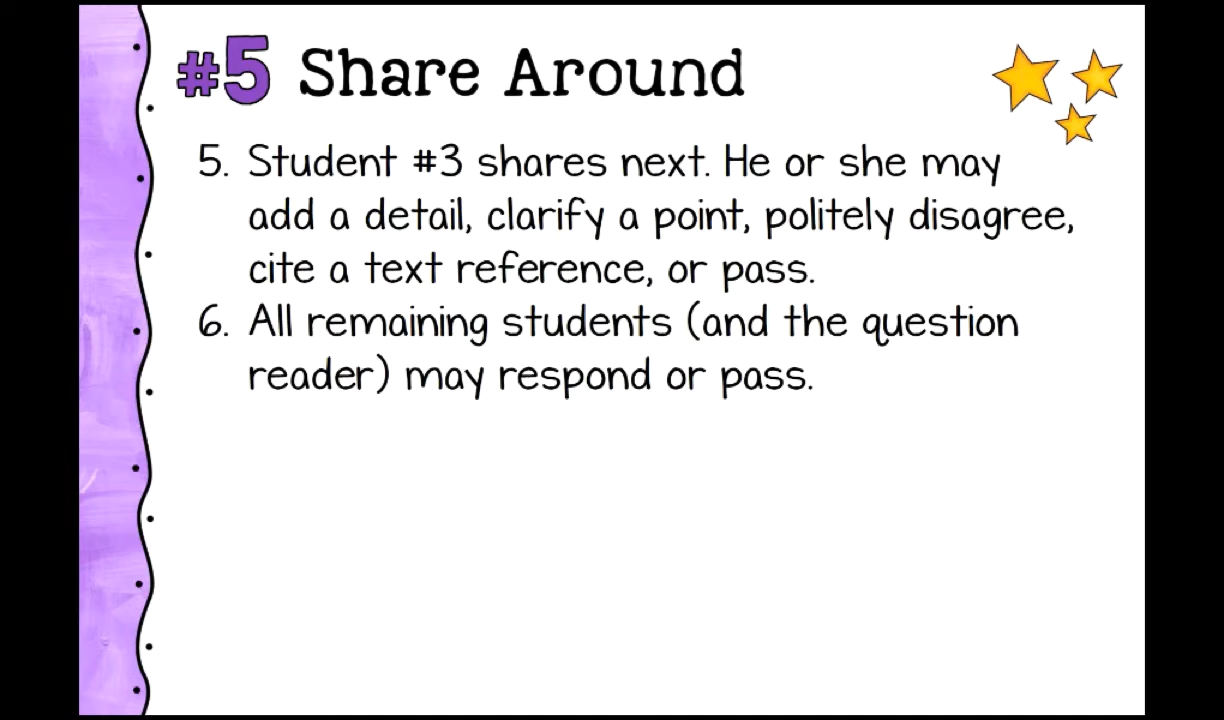 #5 Share Around
5. Student #3 shares next. He or she may
add a detail, clarify a point, politely disagree,
cite a text reference, or pass.
6. All remaining students (and the question
reader) may respond or pass.